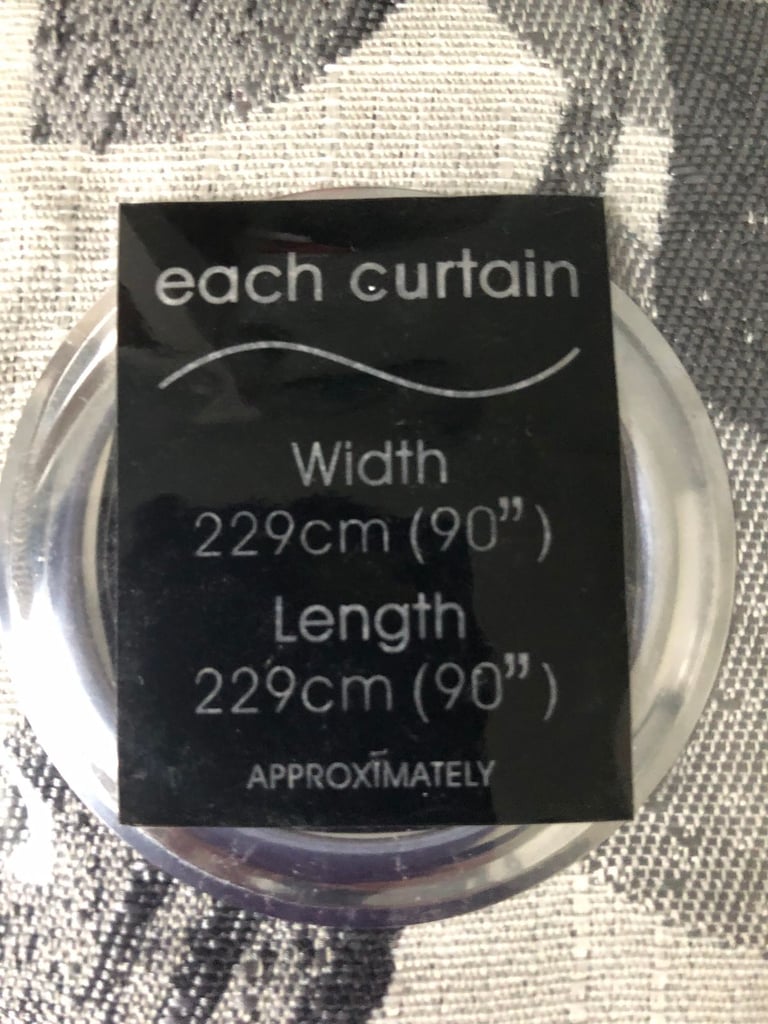 each curtain
Width
229cm (90”)
Length
229cm (90”)
APPROXIMATELY